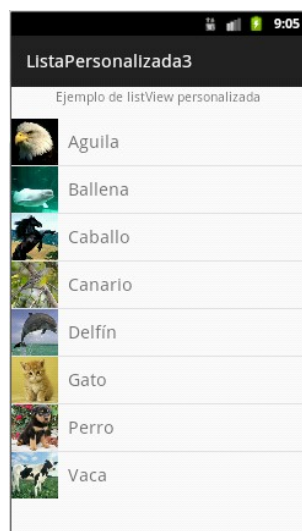 9:05
ListaPersonalizada3
Ejemplo de listView personalizada
Aguila
Ballena
Caballo
Canario
Delfín
Gato
Perro
Vaca